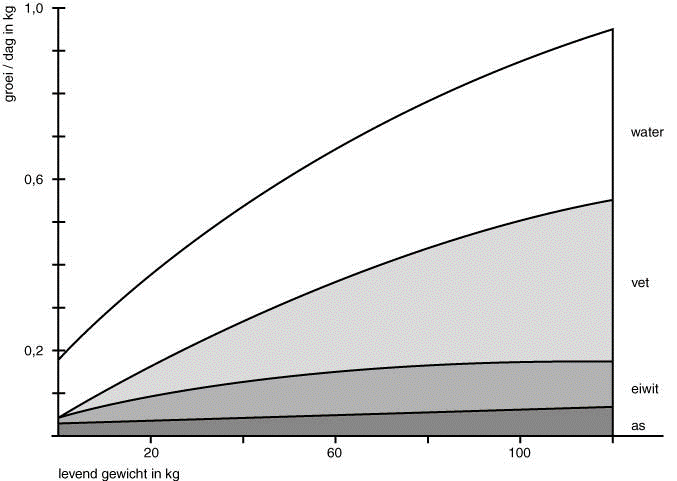 groei / dag in kg
1,0
0,6
0,2
water
vet
eiwit
as
20 60 100
levend gewicht in kg